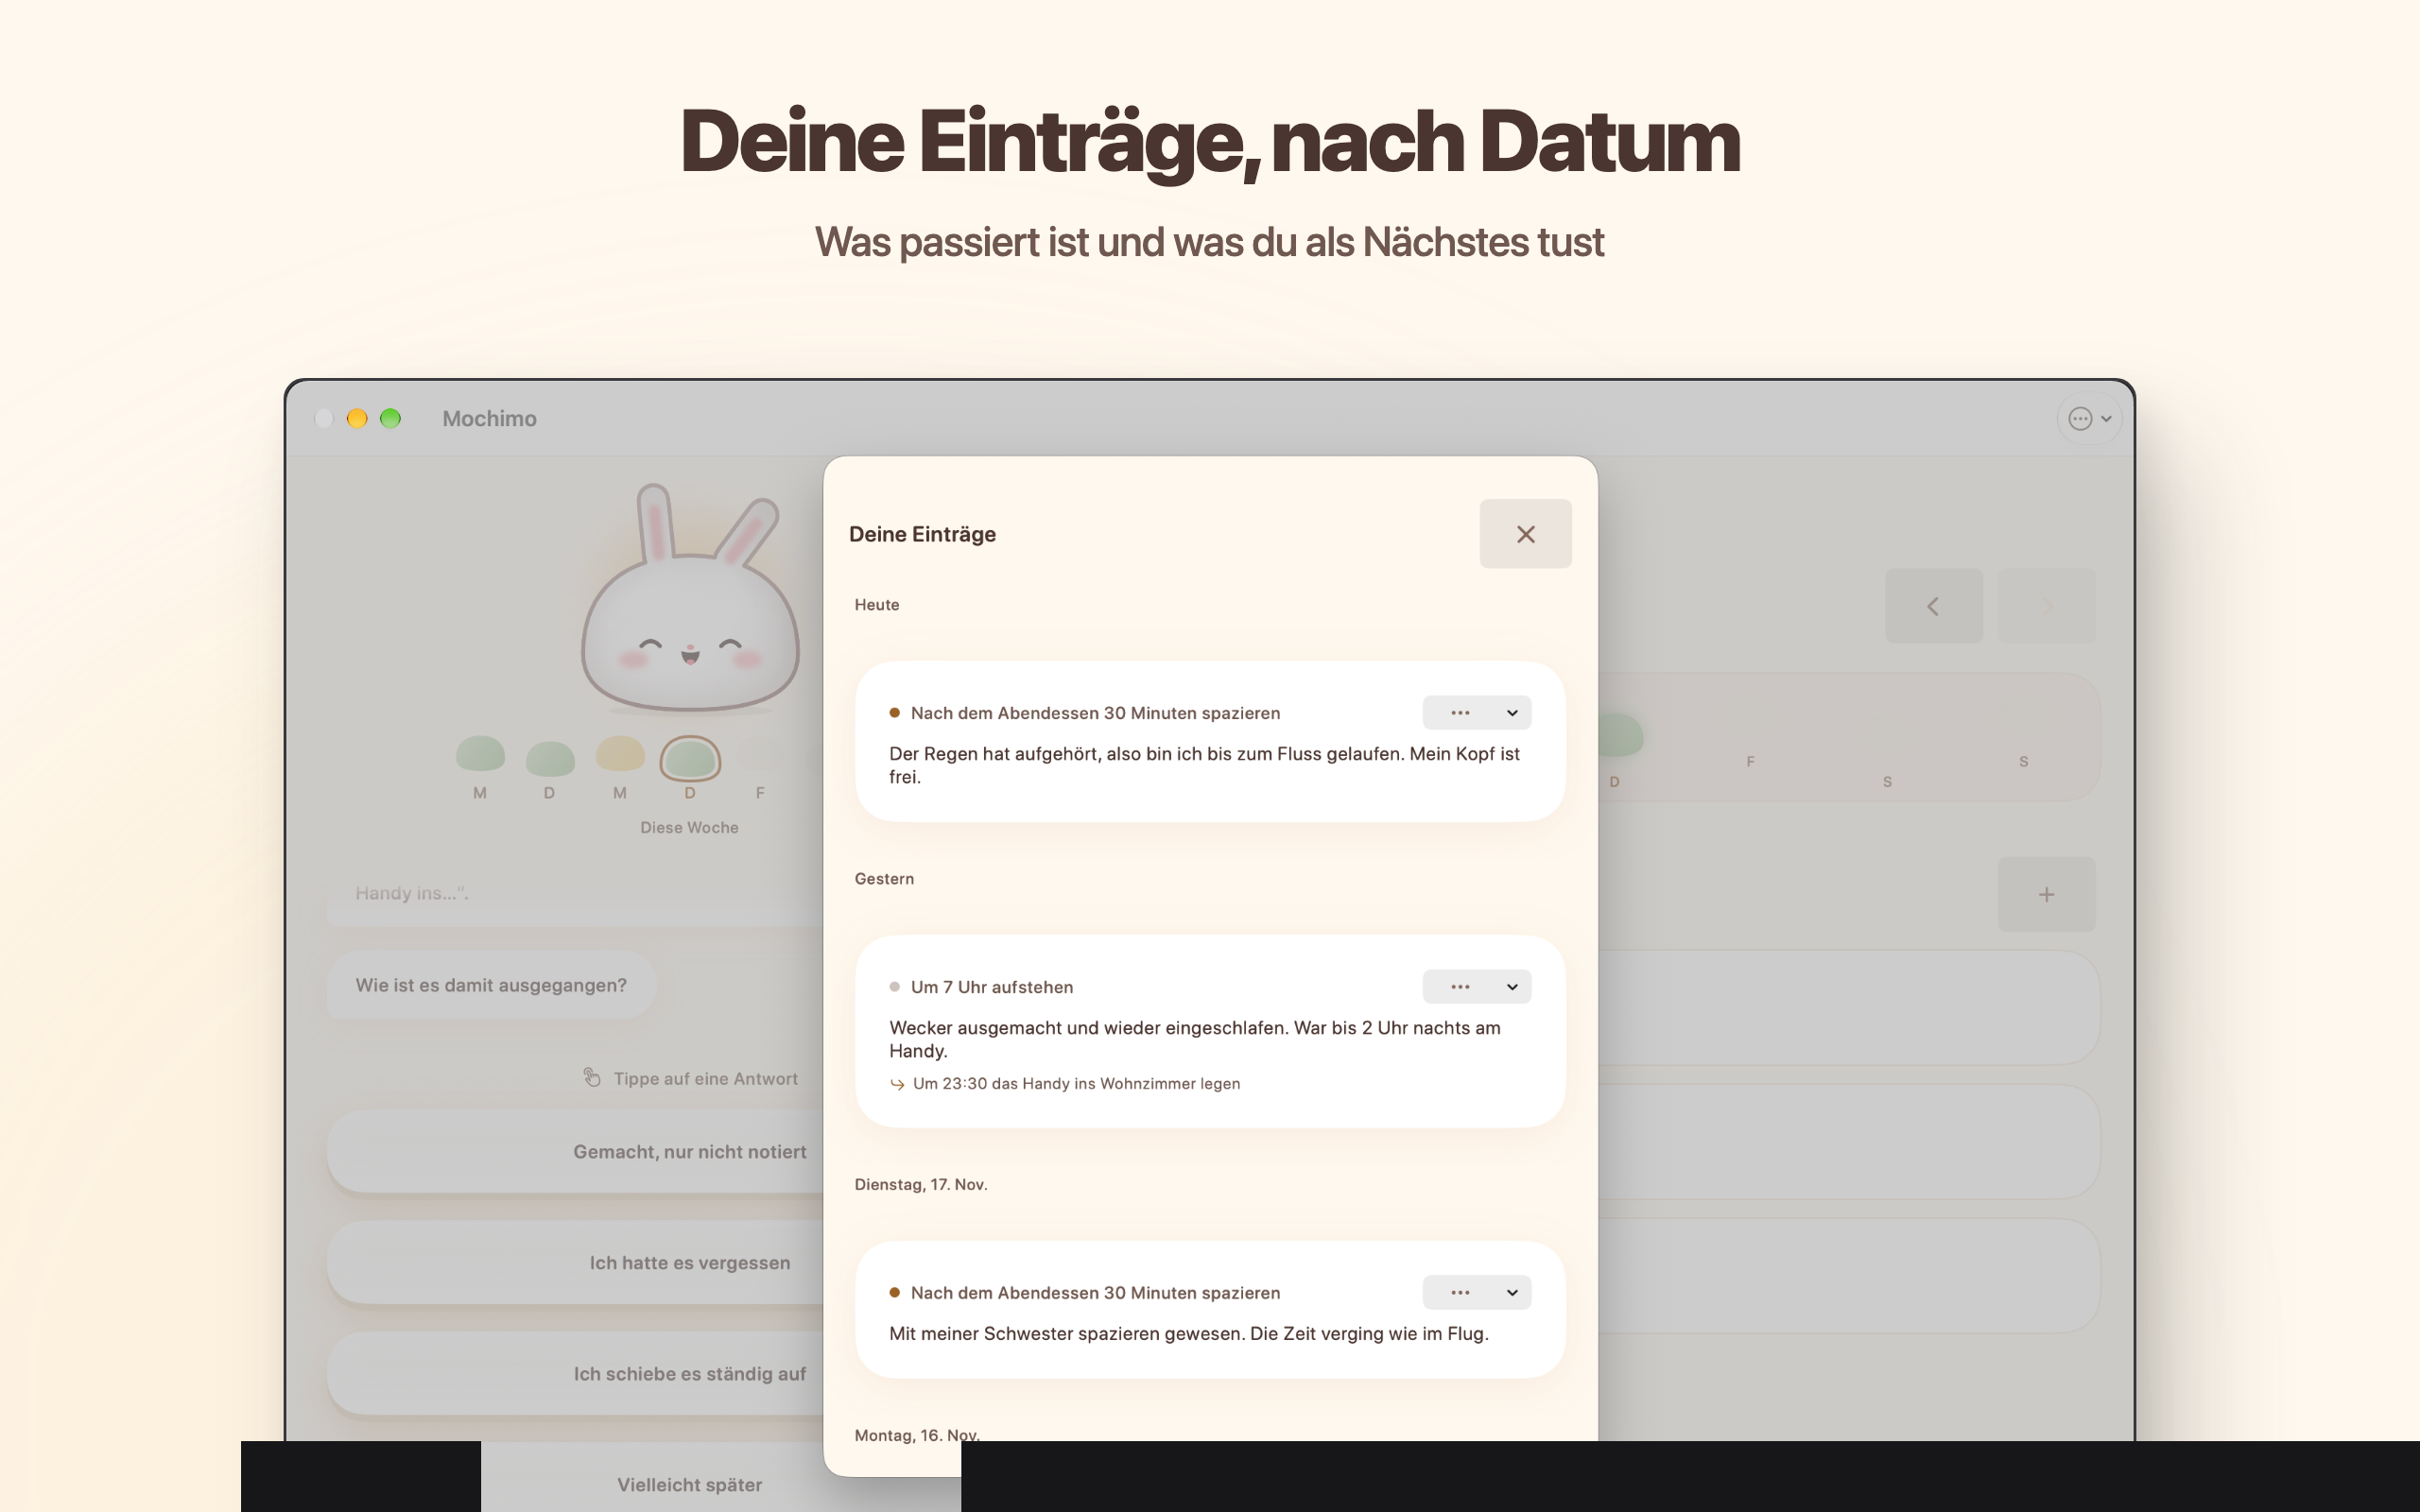 Deine Einträge, nach Datum
Was passiert ist und was du als Nächstes tust
Mochimo
M
D
M
D
F
Diese Woche
Handy ins…“.
Wie ist es damit ausgegangen?
Tippe auf eine Antwort
Gemacht, nur nicht notiert
Ich hatte es vergessen
Ich schiebe es ständig auf
Vielleicht später
Deine Einträge
Heute
Nach dem Abendessen 30 Minuten spazieren
Der Regen hat aufgehört, also bin ich bis zum Fluss gelaufen. Mein Kopf ist
frei.
Gestern
Um 7 Uhr aufstehen
Wecker ausgemacht und wieder eingeschlafen. War bis 2 Uhr nachts am
Handy.
Um 23:30 das Handy ins Wohnzimmer legen
Dienstag, 17. Nov.
Nach dem Abendessen 30 Minuten spazieren
Mit meiner Schwester spazieren gewesen. Die Zeit verging wie im Flug.
Montag, 16. Nov.
D
F
S
S